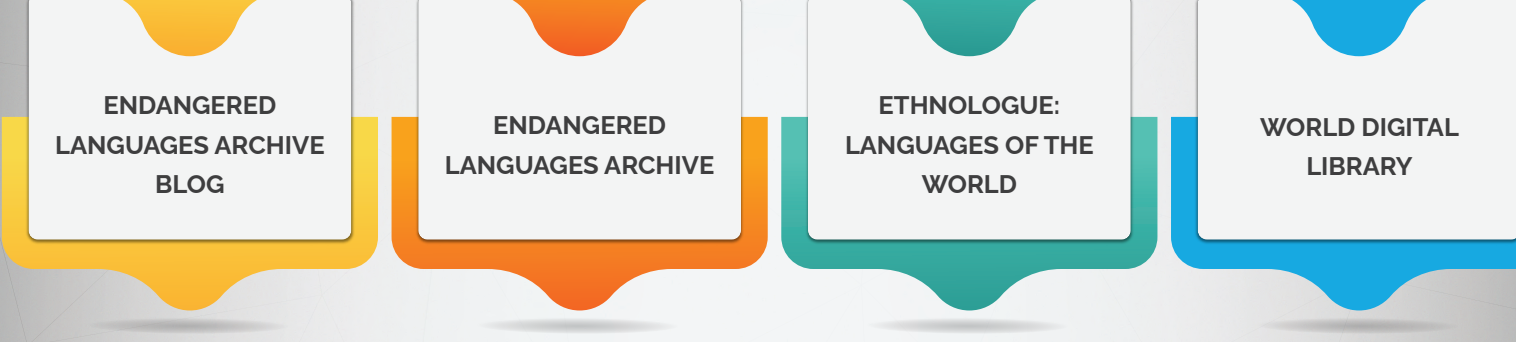 ENDANGERED
LANGUAGES ARCHIVE
BLOG
ENDANGERED
LANGUAGES ARCHIVE
ETHNOLOGUE:
LANGUAGES OF THE
WORLD
WORLD DIGITAL
LIBRARY